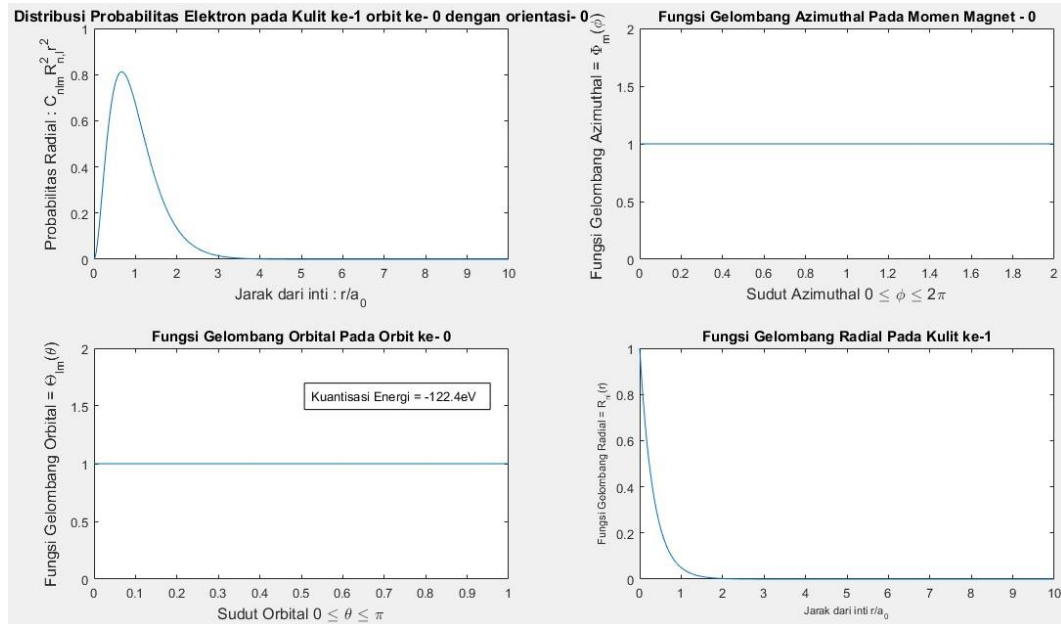 Distribusi Probabilitas Elektron pada Kulit ke-1 orbit ke- 0 dengan orientasi- 0
Probabilitas Radial : C_nlm R²_n,l r²
1
0.8
0.6
0.4
0.2
0
0 1 2 3 4 5 6 7 8 9 10
Jarak dari inti : r/a₀
Fungsi Gelombang Azimuthal Pada Momen Magnet - 0
Fungsi Gelombang Azimuthal = Φ_m(ϕ)
2
1.5
1
0.5
0
0 0.2 0.4 0.6 0.8 1 1.2 1.4 1.6 1.8 2
Sudut Azimuthal 0 ≤ ϕ ≤ 2π
Fungsi Gelombang Orbital Pada Orbit ke- 0
Fungsi Gelombang Orbital = Θ_lm(θ)
2
1.5
1
0.5
0
Kuantisasi Energi = -122.4eV
0 0.1 0.2 0.3 0.4 0.5 0.6 0.7 0.8 0.9 1
Sudut Orbital 0 ≤ θ ≤ π
Fungsi Gelombang Radial Pada Kulit ke-1
Fungsi Gelombang Radial = R_nl(r)
1
0.8
0.6
0.4
0.2
0
0 1 2 3 4 5 6 7 8 9 10
Jarak dari inti r/a₀